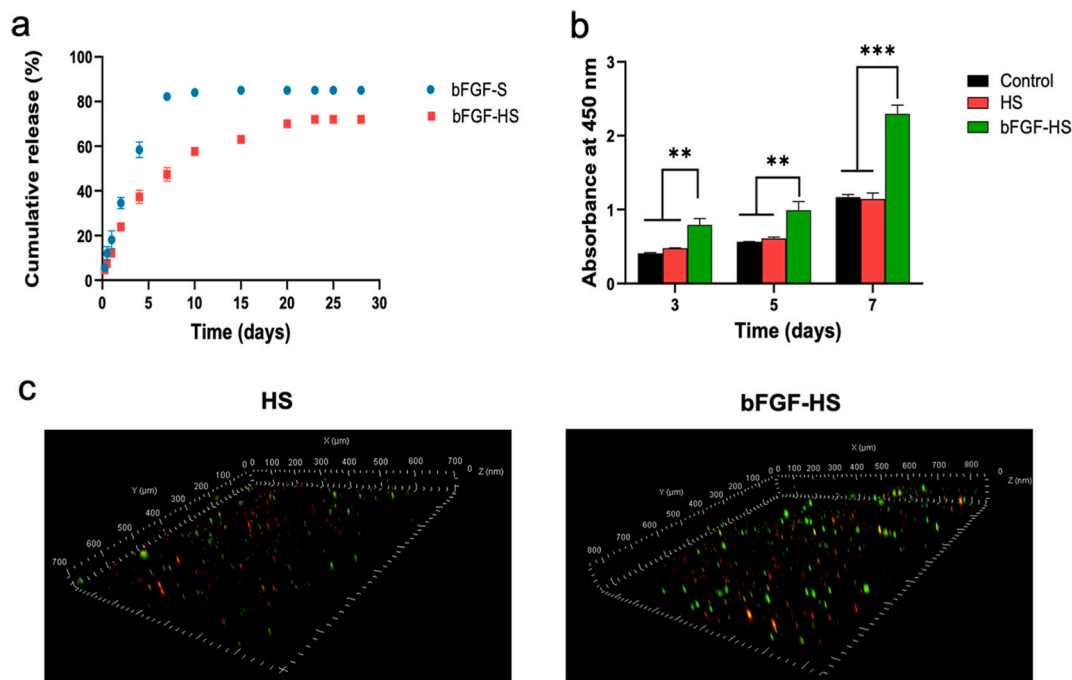 a
Cumulative release (%)
100
80
60
40
20
0
0 5 10 15 20 25 30
Time (days)
bFGF-S
bFGF-HS
b
Absorbance at 450 nm
3
2
1
0
**
**
***
3 5 7
Time (days)
Control
HS
bFGF-HS
c
HS
X (µm)
0 100 200 300 400 500 600 700
0
Z (nm)
Y (µm)
0
100
200
300
400
500
600
700
bFGF-HS
X (µm)
0 100 200 300 400 500 600 700 800
0
Z (nm)
Y (µm)
0
100
200
300
400
500
600
700
800